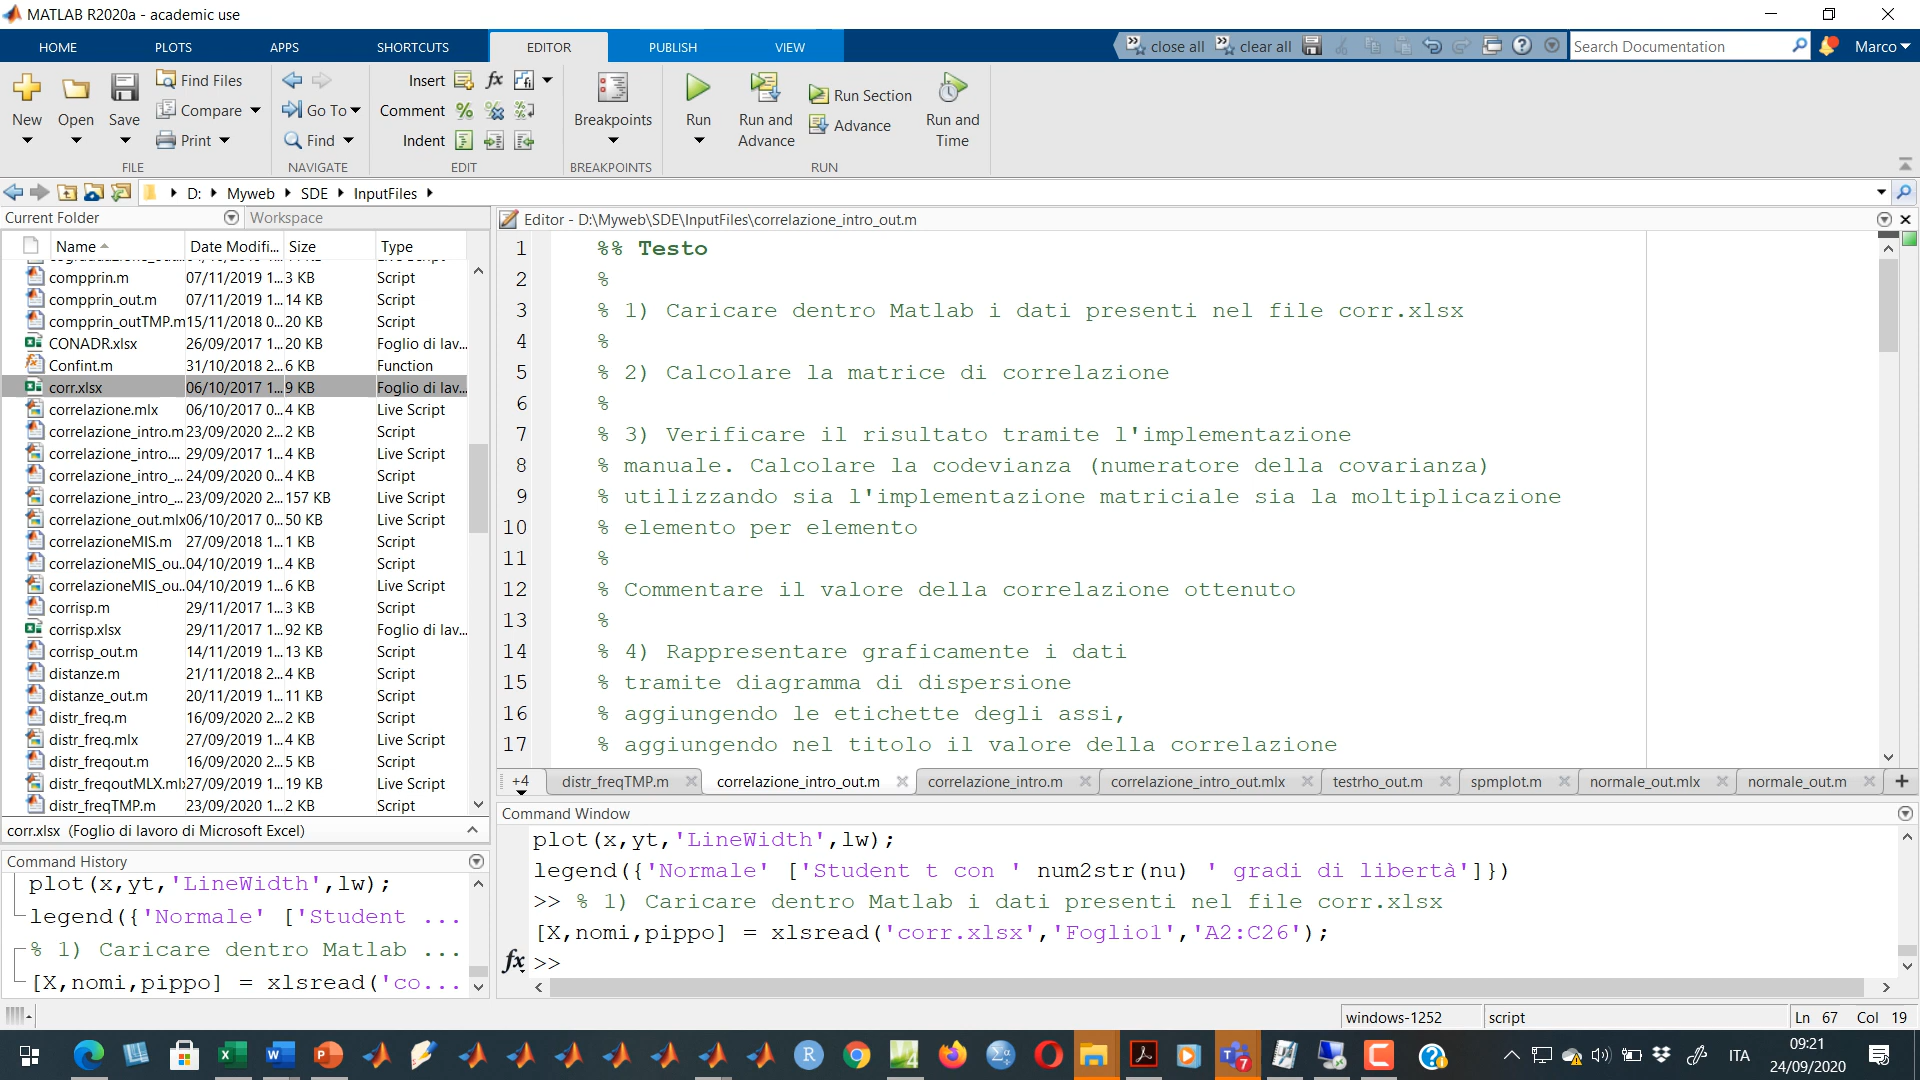 MATLAB R2020a - academic use
HOME PLOTS APPS SHORTCUTS EDITOR PUBLISH VIEW close all clear all Search Documentation Marco
New Open Save Find Files Compare Print Go To Find Insert fx Comment Indent Breakpoints Run Run and Advance Run Section Advance Run and Time
FILE NAVIGATE EDIT BREAKPOINTS RUN
D: Myweb SDE InputFiles
Current Folder Workspace
Name Date Modifi... Size Type
compprin.m 07/11/2019 1... 3 KB Script
compprin_out.m 07/11/2019 1... 14 KB Script
compprin_outTMP.m 15/11/2018 0... 20 KB Script
CONADR.xlsx 26/09/2017 1... 20 KB Foglio di lav...
Confint.m 31/10/2018 2... 6 KB Function
corr.xlsx 06/10/2017 1... 9 KB Foglio di lav...
correlazione.mlx 06/10/2017 0... 4 KB Live Script
correlazione_intro.m 23/09/2020 2... 2 KB Script
correlazione_intro.... 29/09/2017 1... 4 KB Live Script
correlazione_intro_... 24/09/2020 0... 4 KB Script
correlazione_intro_... 23/09/2020 2... 157 KB Live Script
correlazione_out.mlx 06/10/2017 0... 50 KB Live Script
correlazioneMIS.m 27/09/2018 1... 1 KB Script
correlazioneMIS_ou... 04/10/2019 1... 4 KB Script
correlazioneMIS_ou... 04/10/2019 1... 6 KB Live Script
corrisp.m 29/11/2017 1... 3 KB Script
corrisp.xlsx 29/11/2017 1... 92 KB Foglio di lav...
corrisp_out.m 14/11/2019 1... 13 KB Script
distanze.m 21/11/2018 2... 4 KB Script
distanze_out.m 20/11/2019 1... 11 KB Script
distr_freq.m 16/09/2020 2... 2 KB Script
distr_freq.mlx 27/09/2019 1... 4 KB Live Script
distr_freqout.m 16/09/2020 2... 5 KB Script
distr_freqoutMLX.ml 27/09/2019 1... 19 KB Live Script
distr_freqTMP.m 23/09/2020 1... 2 KB Script
corr.xlsx (Foglio di lavoro di Microsoft Excel)
Command History
plot(x,yt,'LineWidth',lw);
legend({'Normale' ['Student ...
% 1) Caricare dentro Matlab ...
[X,nomi,pippo] = xlsread('co...
Editor - D:\Myweb\SDE\InputFiles\correlazione_intro_out.m
1 %% Testo
2 %
3 % 1) Caricare dentro Matlab i dati presenti nel file corr.xlsx
4 %
5 % 2) Calcolare la matrice di correlazione
6 %
7 % 3) Verificare il risultato tramite l'implementazione
8 % manuale. Calcolare la codevianza (numeratore della covarianza)
9 % utilizzando sia l'implementazione matriciale sia la moltiplicazione
10 % elemento per elemento
11 %
12 % Commentare il valore della correlazione ottenuto
13 %
14 % 4) Rappresentare graficamente i dati
15 % tramite diagramma di dispersione
16 % aggiungendo le etichette degli assi,
17 % aggiungendo nel titolo il valore della correlazione
+4 distr_freqTMP.m correlazione_intro_out.m correlazione_intro.m correlazione_intro_out.mlx testrho_out.m spmplot.m normale_out.mlx normale_out.m
Command Window
plot(x,yt,'LineWidth',lw);
legend({'Normale' ['Student t con ' num2str(nu) ' gradi di libertà']})
>> % 1) Caricare dentro Matlab i dati presenti nel file corr.xlsx
[X,nomi,pippo] = xlsread('corr.xlsx','Foglio1','A2:C26');
fx >>
windows-1252 script Ln 67 Col 19
ITA 09:21
24/09/2020